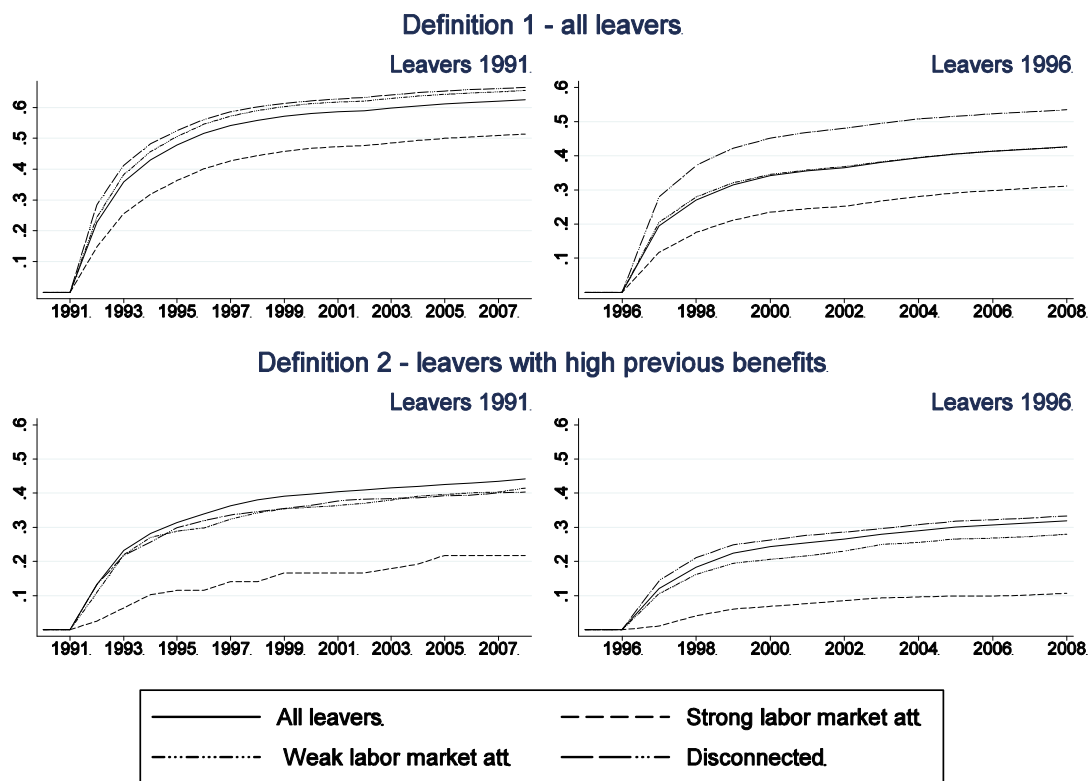 Definition 1 - all leavers
Leavers 1991
Leavers 1996
.6
.5
.4
.3
.2
.1
1991 1993 1995 1997 1999 2001 2003 2005 2007
.6
.5
.4
.3
.2
.1
1996 1998 2000 2002 2004 2006 2008
Definition 2 - leavers with high previous benefits
Leavers 1991
Leavers 1996
.6
.5
.4
.3
.2
.1
1991 1993 1995 1997 1999 2001 2003 2005 2007
.6
.5
.4
.3
.2
.1
1996 1998 2000 2002 2004 2006 2008
All leavers
Strong labor market att
Weak labor market att
Disconnected